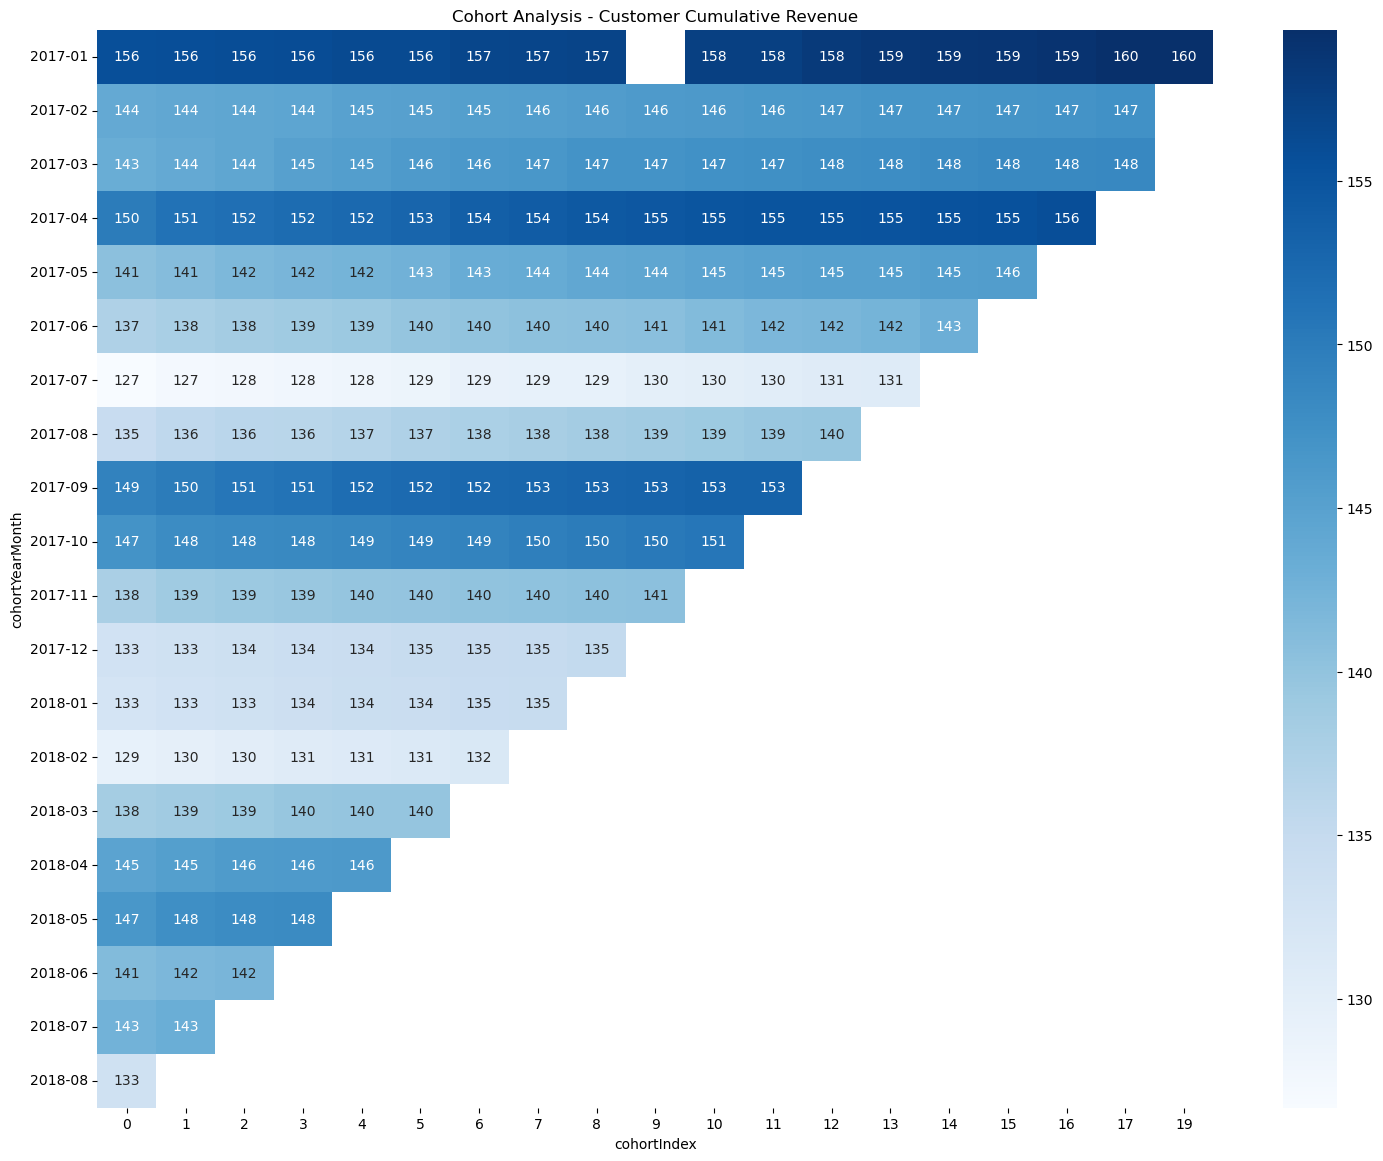 Cohort Analysis - Customer Cumulative Revenue
2017-01 156 156 156 156 156 156 157 157 157 158 158 158 159 159 159 159 160 160
2017-02 144 144 144 144 145 145 145 146 146 146 146 146 147 147 147 147 147 147
2017-03 143 144 144 145 145 146 146 147 147 147 147 147 148 148 148 148 148 148
2017-04 150 151 152 152 152 153 154 154 154 155 155 155 155 155 155 155 156
2017-05 141 141 142 142 142 143 143 144 144 144 145 145 145 145 145 146
2017-06 137 138 138 139 139 140 140 140 140 141 141 142 142 142 143
2017-07 127 127 128 128 128 129 129 129 129 130 130 130 131 131
2017-08 135 136 136 136 137 137 138 138 138 139 139 139 140
2017-09 149 150 151 151 152 152 152 153 153 153 153 153
2017-10 147 148 148 148 149 149 149 150 150 150 151
2017-11 138 139 139 139 140 140 140 140 140 141
2017-12 133 133 134 134 134 135 135 135 135
2018-01 133 133 133 134 134 134 135 135
2018-02 129 130 130 131 131 131 132
2018-03 138 139 139 140 140 140
2018-04 145 145 146 146 146
2018-05 147 148 148 148
2018-06 141 142 142
2018-07 143 143
2018-08 133
0 1 2 3 4 5 6 7 8 9 10 11 12 13 14 15 16 17 19
cohortIndex
cohortYearMonth
155
150
145
140
135
130